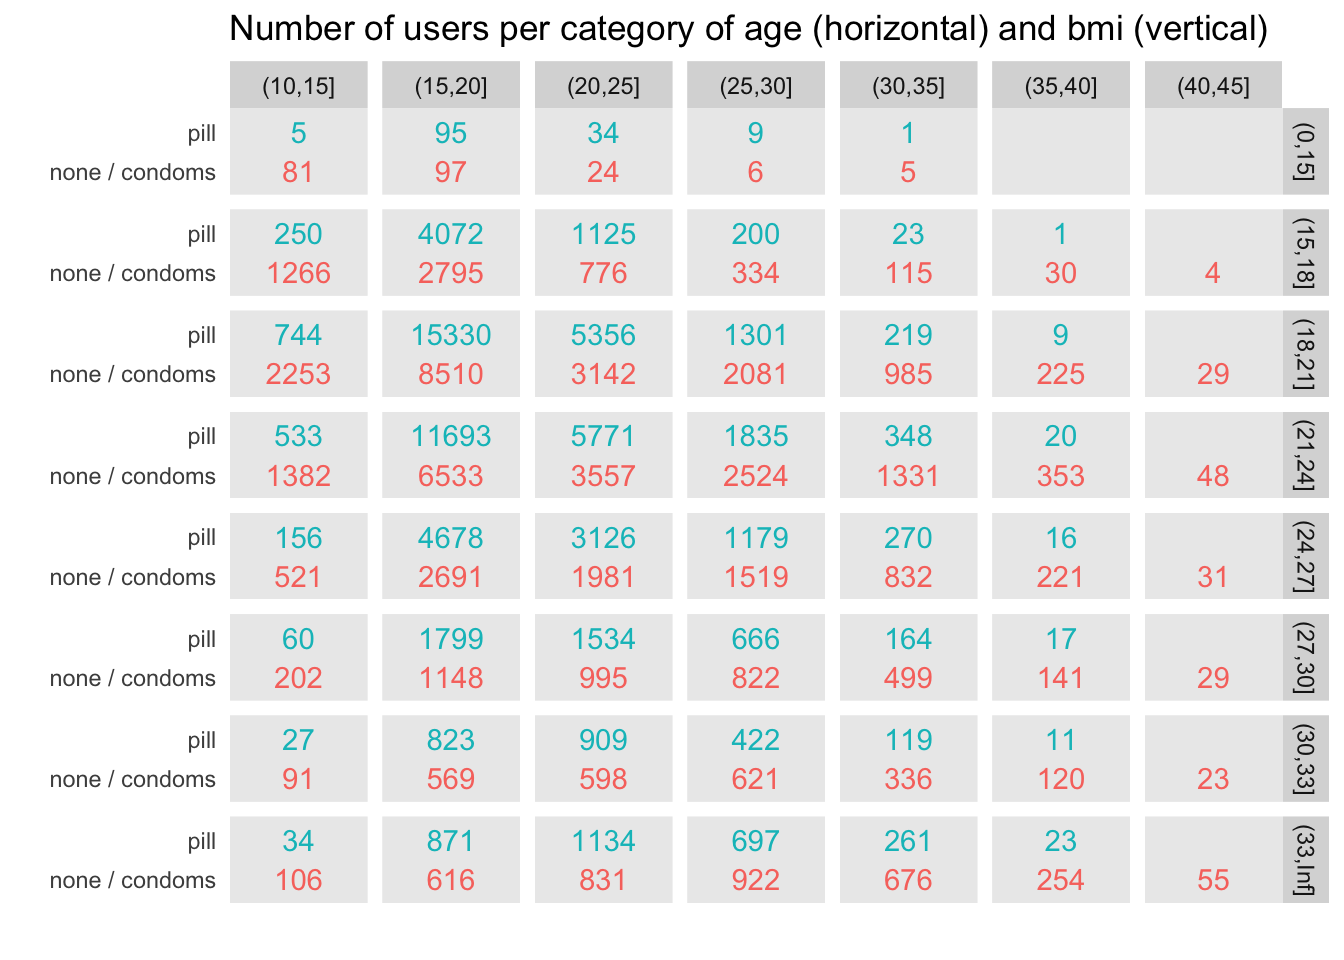 Number of users per category of age (horizontal) and bmi (vertical)
(10,15] (15,20] (20,25] (25,30] (30,35] (35,40] (40,45]
pill 5 95 34 9 1
none / condoms 81 97 24 6 5
(0,15]
pill 250 4072 1125 200 23 1
none / condoms 1266 2795 776 334 115 30 4
(15,18]
pill 744 15330 5356 1301 219 9
none / condoms 2253 8510 3142 2081 985 225 29
(18,21]
pill 533 11693 5771 1835 348 20
none / condoms 1382 6533 3557 2524 1331 353 48
(21,24]
pill 156 4678 3126 1179 270 16
none / condoms 521 2691 1981 1519 832 221 31
(24,27]
pill 60 1799 1534 666 164 17
none / condoms 202 1148 995 822 499 141 29
(27,30]
pill 27 823 909 422 119 11
none / condoms 91 569 598 621 336 120 23
(30,33]
pill 34 871 1134 697 261 23
none / condoms 106 616 831 922 676 254 55
(33,Inf]